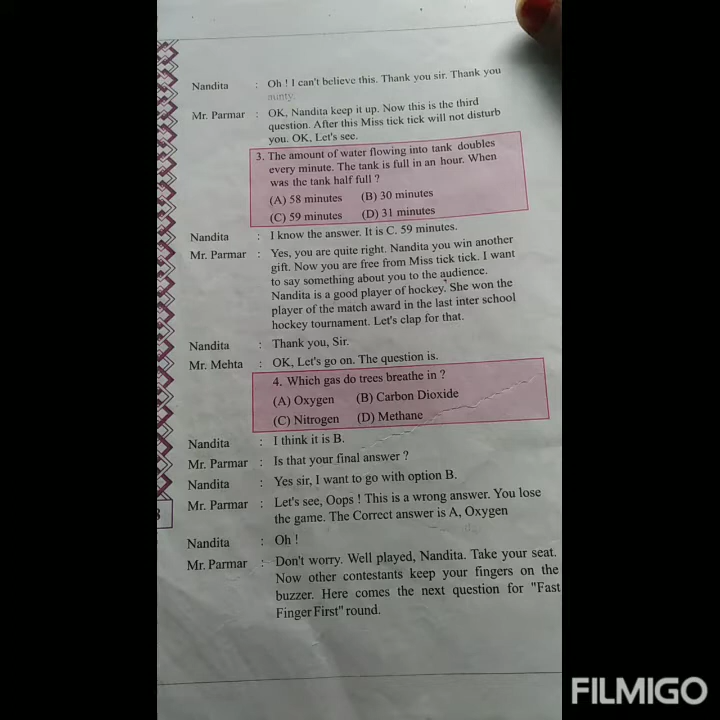 Nandita : Oh ! I can't believe this. Thank you sir. Thank you
aunty.
Mr. Parmar : OK, Nandita keep it up. Now this is the third
question. After this Miss tick tick will not disturb
you. OK, Let's see.
3. The amount of water flowing into tank doubles
every minute. The tank is full in an hour. When
was the tank half full ?
(A) 58 minutes (B) 30 minutes
(C) 59 minutes (D) 31 minutes
Nandita : I know the answer. It is C. 59 minutes.
Mr. Parmar : Yes, you are quite right. Nandita you win another
gift. Now you are free from Miss tick tick. I want
to say something about you to the audience.
Nandita is a good player of hockey. She won the
player of the match award in the last inter school
hockey tournament. Let's clap for that.
Nandita : Thank you, Sir.
Mr. Mehta : OK, Let's go on. The question is.
4. Which gas do trees breathe in ?
(A) Oxygen (B) Carbon Dioxide
(C) Nitrogen (D) Methane
Nandita : I think it is B.
Mr. Parmar : Is that your final answer ?
Nandita : Yes sir, I want to go with option B.
Mr. Parmar : Let's see, Oops ! This is a wrong answer. You lose
the game. The Correct answer is A, Oxygen
Nandita : Oh !
Mr. Parmar : Don't worry. Well played, Nandita. Take your seat.
Now other contestants keep your fingers on the
buzzer. Here comes the next question for "Fast
Finger First" round.
FILMIGO